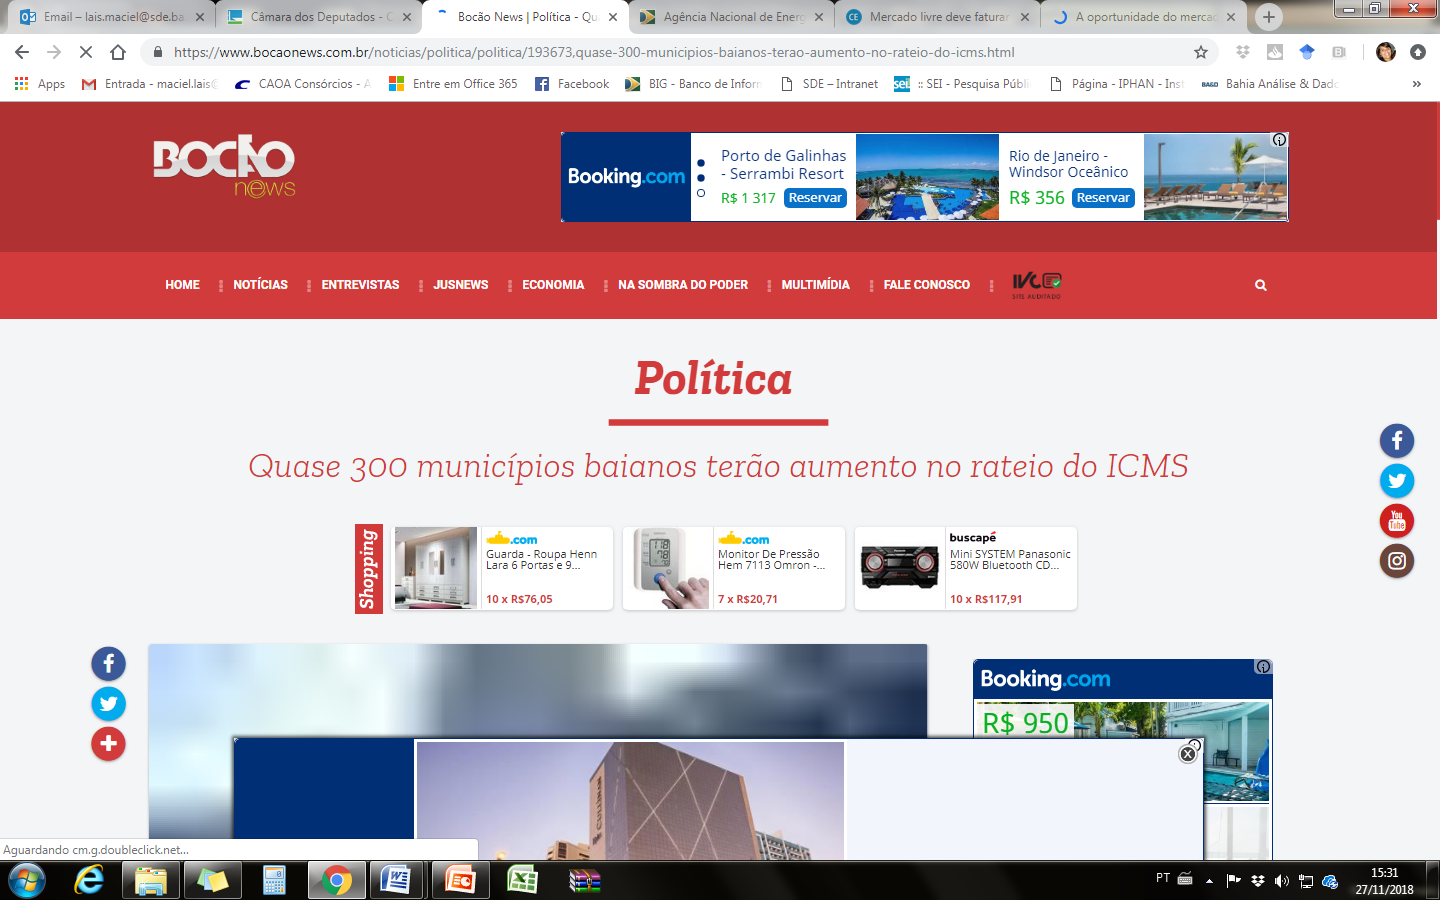 Email – lais.maciel@sde.ba
Câmara dos Deputados - C
Bocão News | Política - Qu
Agência Nacional de Energ
Mercado livre deve faturar
A oportunidade do mercad
https://www.bocaonews.com.br/noticias/politica/politica/193673,quase-300-municipios-baianos-terao-aumento-no-rateio-do-icms.html
Apps
Entrada - maciel.lais@
CAOA Consórcios - A
Entre em Office 365
Facebook
BIG - Banco de Inform
SDE – Intranet
:: SEI - Pesquisa Públi
Página - IPHAN - Inst
Bahia Análise & Dado
BOCÃO
news
Booking.com
Porto de Galinhas
- Serrambi Resort
R$ 1 317
Reservar
Rio de Janeiro -
Windsor Oceânico
R$ 356
Reservar
HOME
NOTÍCIAS
ENTREVISTAS
JUSNEWS
ECONOMIA
NA SOMBRA DO PODER
MULTIMÍDIA
FALE CONOSCO
IVC
SITE AUDITADO
Política
Quase 300 municípios baianos terão aumento no rateio do ICMS
Shopping
.com
Guarda - Roupa Henn
Lara 6 Portas e 9...
10 x R$76,05
.com
Monitor De Pressão
Hem 7113 Omron -...
7 x R$20,71
buscapé
Mini SYSTEM Panasonic
580W Bluetooth CD...
10 x R$117,91
You
Tube
Booking.com
R$ 950
CULLINAN
Aguardando cm.g.doubleclick.net...
PT
15:31
27/11/2018